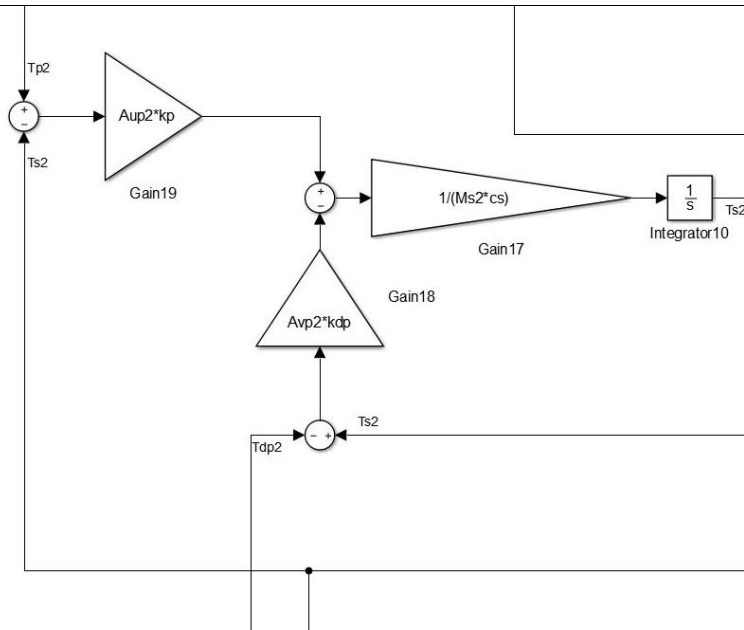 Tp2
+
−
Ts2
Aup2*kp
Gain19
+
−
1/(Ms2*cs)
Gain17
1
s
Integrator10
Ts2
Avp2*kdp
Gain18
Tdp2
− +
Ts2